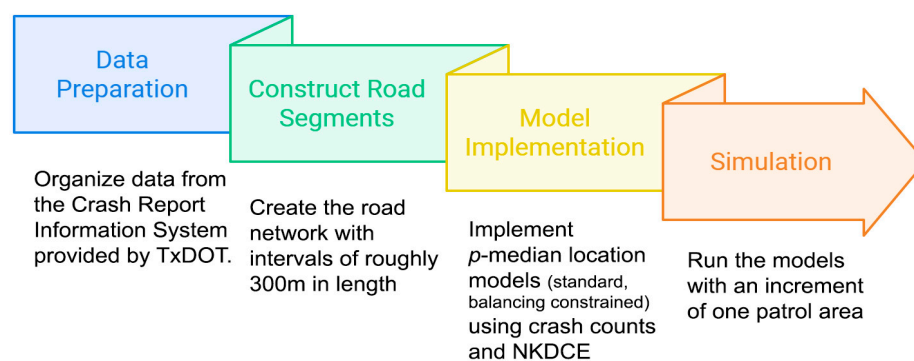 Data
Preparation
Organize data from
the Crash Report
Information System
provided by TxDOT.
Construct Road
Segments
Create the road
network with
intervals of roughly
300m in length
Model
Implementation
Implement
p-median location
models (standard,
balancing constrained)
using crash counts
and NKDCE
Simulation
Run the models
with an increment
of one patrol area